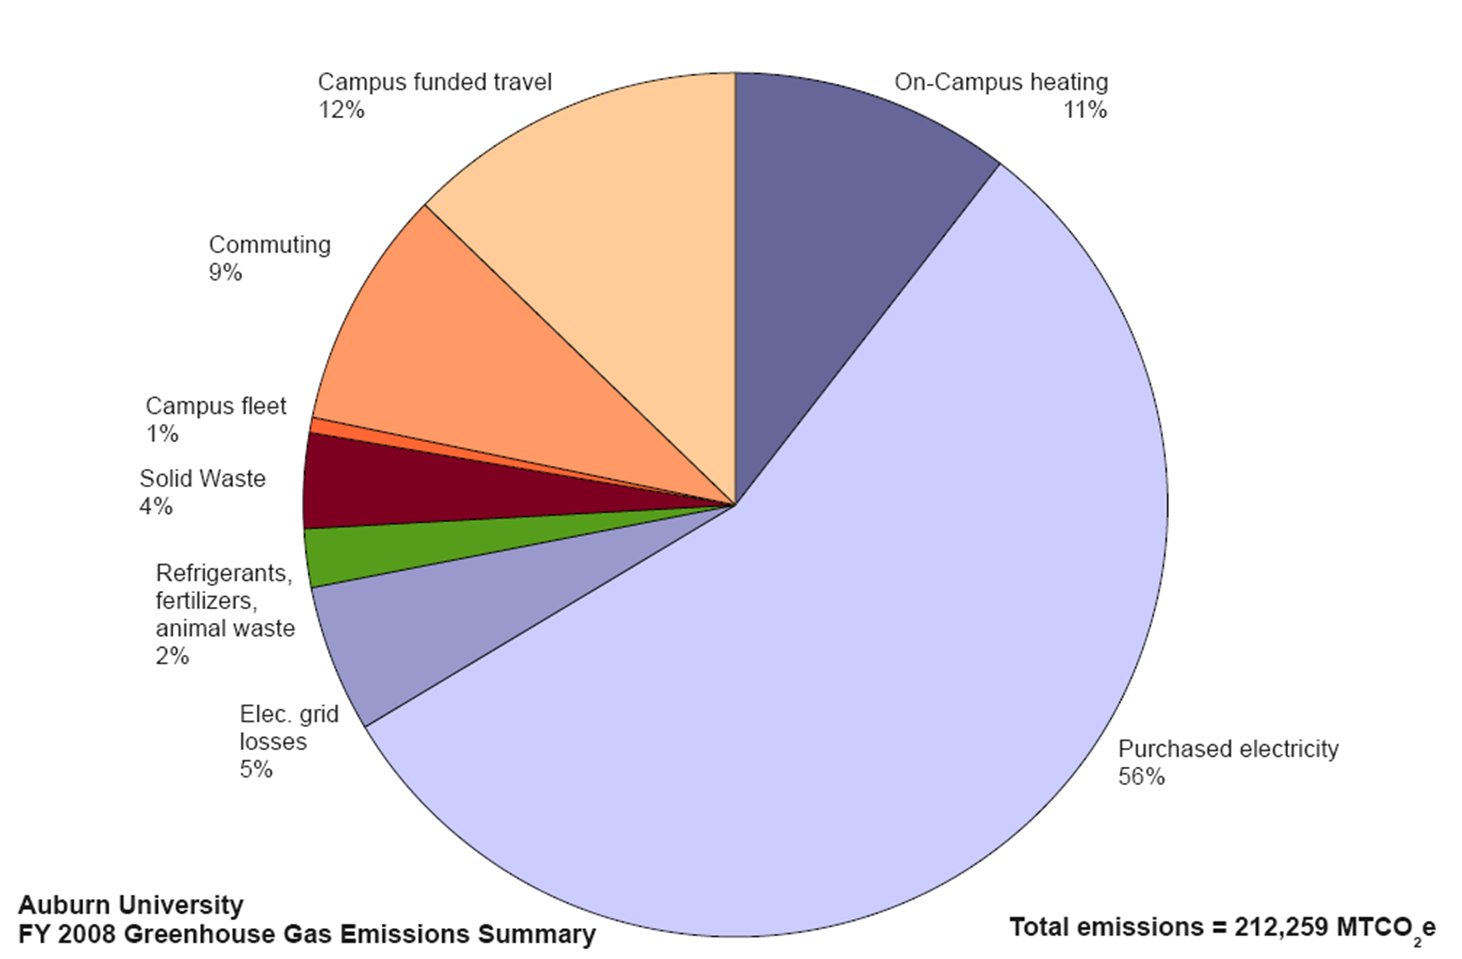 Campus funded travel
12%
On-Campus heating
11%
Commuting
9%
Campus fleet
1%
Solid Waste
4%
Refrigerants,
fertilizers,
animal waste
2%
Elec. grid
losses
5%
Purchased electricity
56%
Auburn University
FY 2008 Greenhouse Gas Emissions Summary
Total emissions = 212,259 MTCO2e